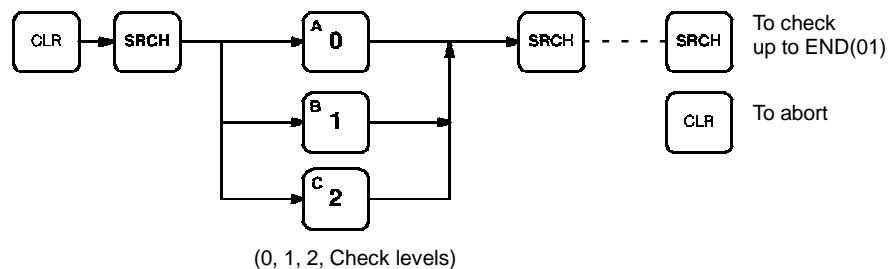 CLR
SRCH
A 0
SRCH
SRCH
To check
up to END(01)
B 1
CLR
To abort
C 2
(0, 1, 2, Check levels)